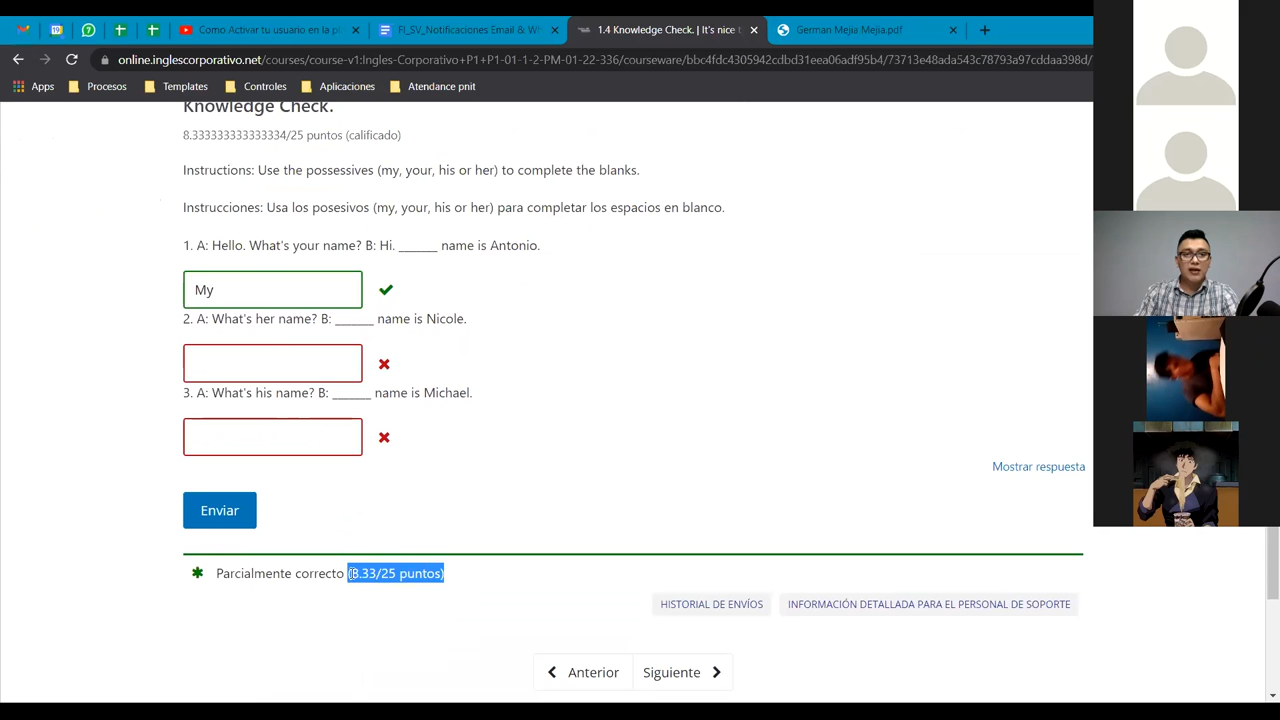 19
Como Activar tu usuario en la pl
FI_SV_Notificaciones Email & Wh
1.4 Knowledge Check. | It's nice t
German Mejia Mejia.pdf
online.inglescorporativo.net/courses/course-v1:Ingles-Corporativo+P1+P1-01-1-2-PM-01-22-336/courseware/bbc4fdc4305942cdbd31eea06adf95b4/73713e48ada543c78793a97cddaa398d/
Apps
Procesos
Templates
Controles
Aplicaciones
Atendance pnit
Knowledge Check.
8.333333333333334/25 puntos (calificado)
Instructions: Use the possessives (my, your, his or her) to complete the blanks.
Instrucciones: Usa los posesivos (my, your, his or her) para completar los espacios en blanco.
1. A: Hello. What's your name? B: Hi. _______ name is Antonio.
My
2. A: What's her name? B: _______ name is Nicole.
3. A: What's his name? B: _______ name is Michael.
Mostrar respuesta
Enviar
Parcialmente correcto (8.33/25 puntos)
HISTORIAL DE ENVÍOS
INFORMACIÓN DETALLADA PARA EL PERSONAL DE SOPORTE
Anterior
Siguiente